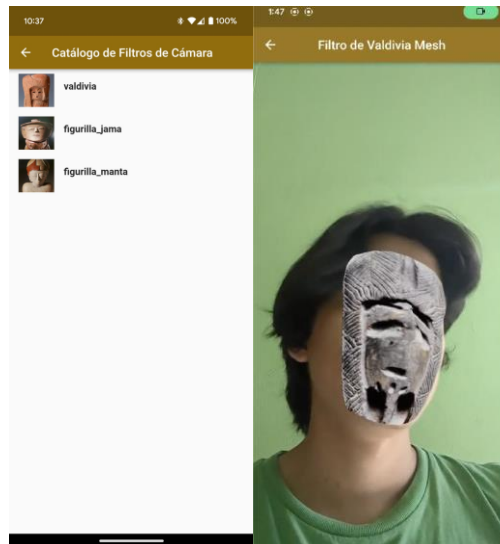 10:37
100%
Catálogo de Filtros de Cámara
valdivia
figurilla_jama
figurilla_manta
1:47
Filtro de Valdivia Mesh